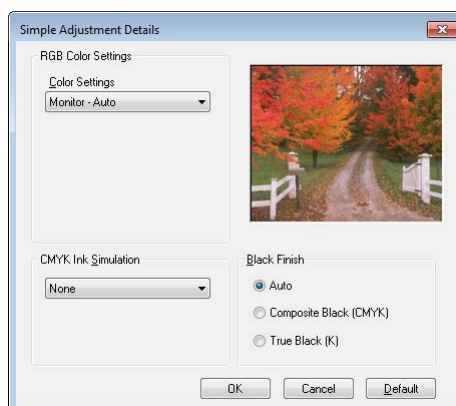 Simple Adjustment Details
RGB Color Settings
Color Settings
Monitor - Auto
CMYK Ink Simulation
None
Black Finish
Auto
Composite Black (CMYK)
True Black (K)
OK
Cancel
Default